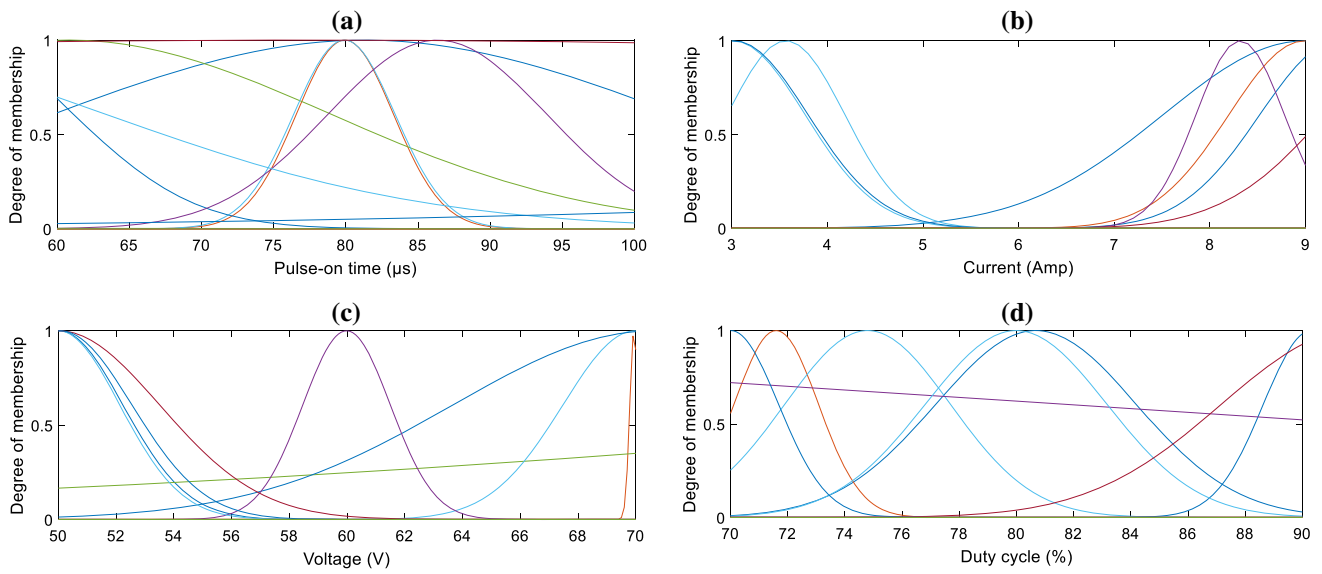 (a)
Degree of membership
1
0.5
0
60 65 70 75 80 85 90 95 100
Pulse-on time (µs)
(b)
Degree of membership
1
0.5
0
3 4 5 6 7 8 9
Current (Amp)
(c)
Degree of membership
1
0.5
0
50 52 54 56 58 60 62 64 66 68 70
Voltage (V)
(d)
Degree of membership
1
0.5
0
70 72 74 76 78 80 82 84 86 88 90
Duty cycle (%)